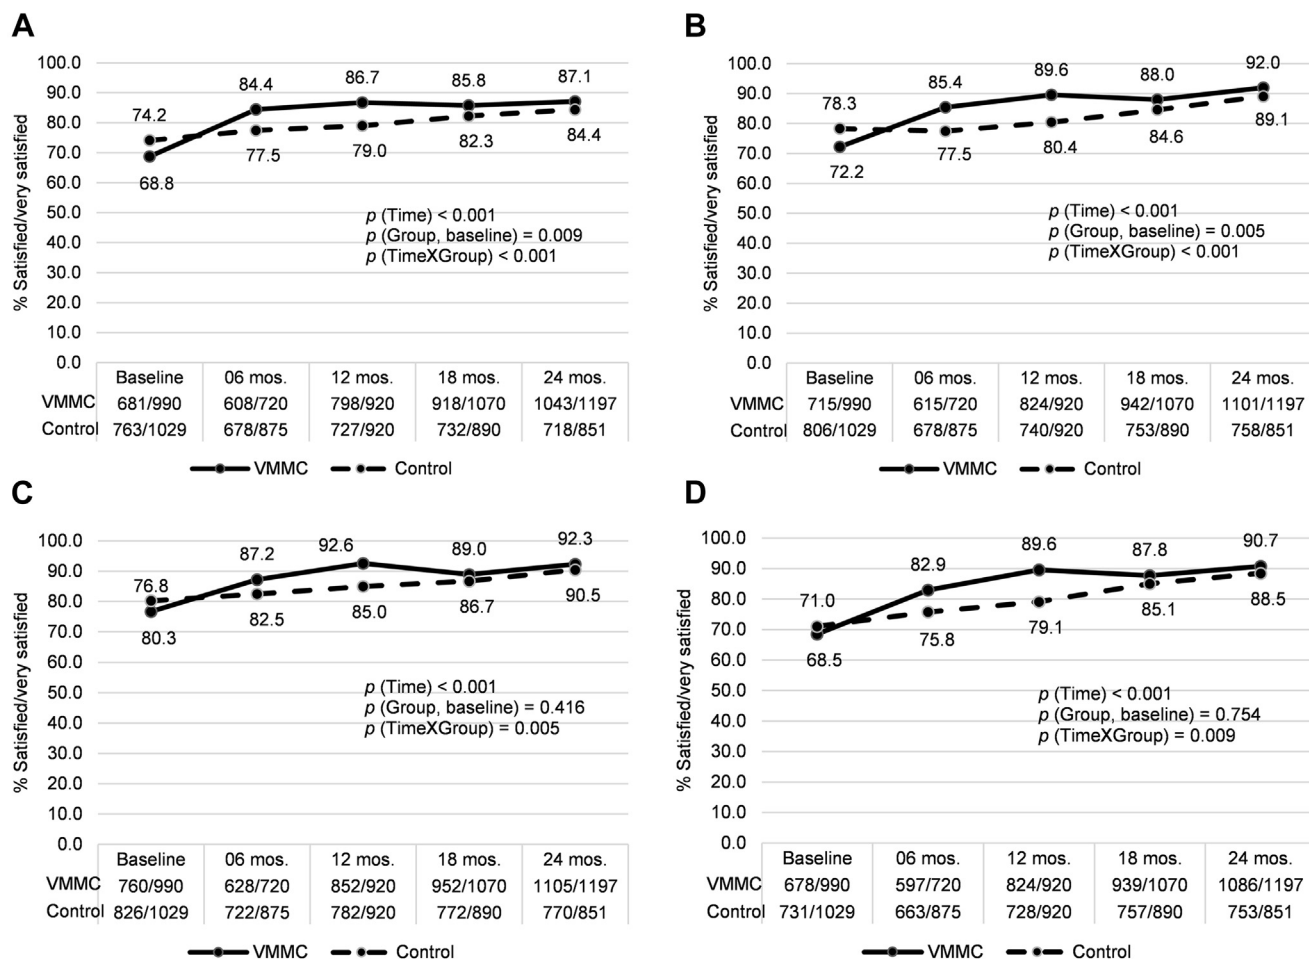 A
100.0
90.0
80.0
70.0
60.0
50.0
40.0
30.0
20.0
10.0
0.0
% Satisfied/very satisfied
84.4 86.7 85.8 87.1
74.2
68.8
77.5 79.0 82.3 84.4
p (Time) < 0.001
p (Group, baseline) = 0.009
p (TimeXGroup) < 0.001
Baseline 06 mos. 12 mos. 18 mos. 24 mos.
VMMC 681/990 608/720 798/920 918/1070 1043/1197
Control 763/1029 678/875 727/920 732/890 718/851
VMMC Control
B
100.0
90.0
80.0
70.0
60.0
50.0
40.0
30.0
20.0
10.0
0.0
% Satisfied/very satisfied
85.4 89.6 88.0 92.0
78.3
72.2
77.5 80.4 84.6 89.1
p (Time) < 0.001
p (Group, baseline) = 0.005
p (TimeXGroup) < 0.001
Baseline 06 mos. 12 mos. 18 mos. 24 mos.
VMMC 715/990 615/720 824/920 942/1070 1101/1197
Control 806/1029 678/875 740/920 753/890 758/851
VMMC Control
C
100.0
90.0
80.0
70.0
60.0
50.0
40.0
30.0
20.0
10.0
0.0
% Satisfied/very satisfied
87.2 92.6 89.0 92.3
76.8
80.3
82.5 85.0 86.7 90.5
p (Time) < 0.001
p (Group, baseline) = 0.416
p (TimeXGroup) = 0.005
Baseline 06 mos. 12 mos. 18 mos. 24 mos.
VMMC 760/990 628/720 852/920 952/1070 1105/1197
Control 826/1029 722/875 782/920 772/890 770/851
VMMC Control
D
100.0
90.0
80.0
70.0
60.0
50.0
40.0
30.0
20.0
10.0
0.0
% Satisfied/very satisfied
82.9 89.6 87.8 90.7
71.0
68.5
75.8 79.1 85.1 88.5
p (Time) < 0.001
p (Group, baseline) = 0.754
p (TimeXGroup) = 0.009
Baseline 06 mos. 12 mos. 18 mos. 24 mos.
VMMC 678/990 597/720 824/920 939/1070 1086/1197
Control 731/1029 663/875 728/920 757/890 753/851
VMMC Control